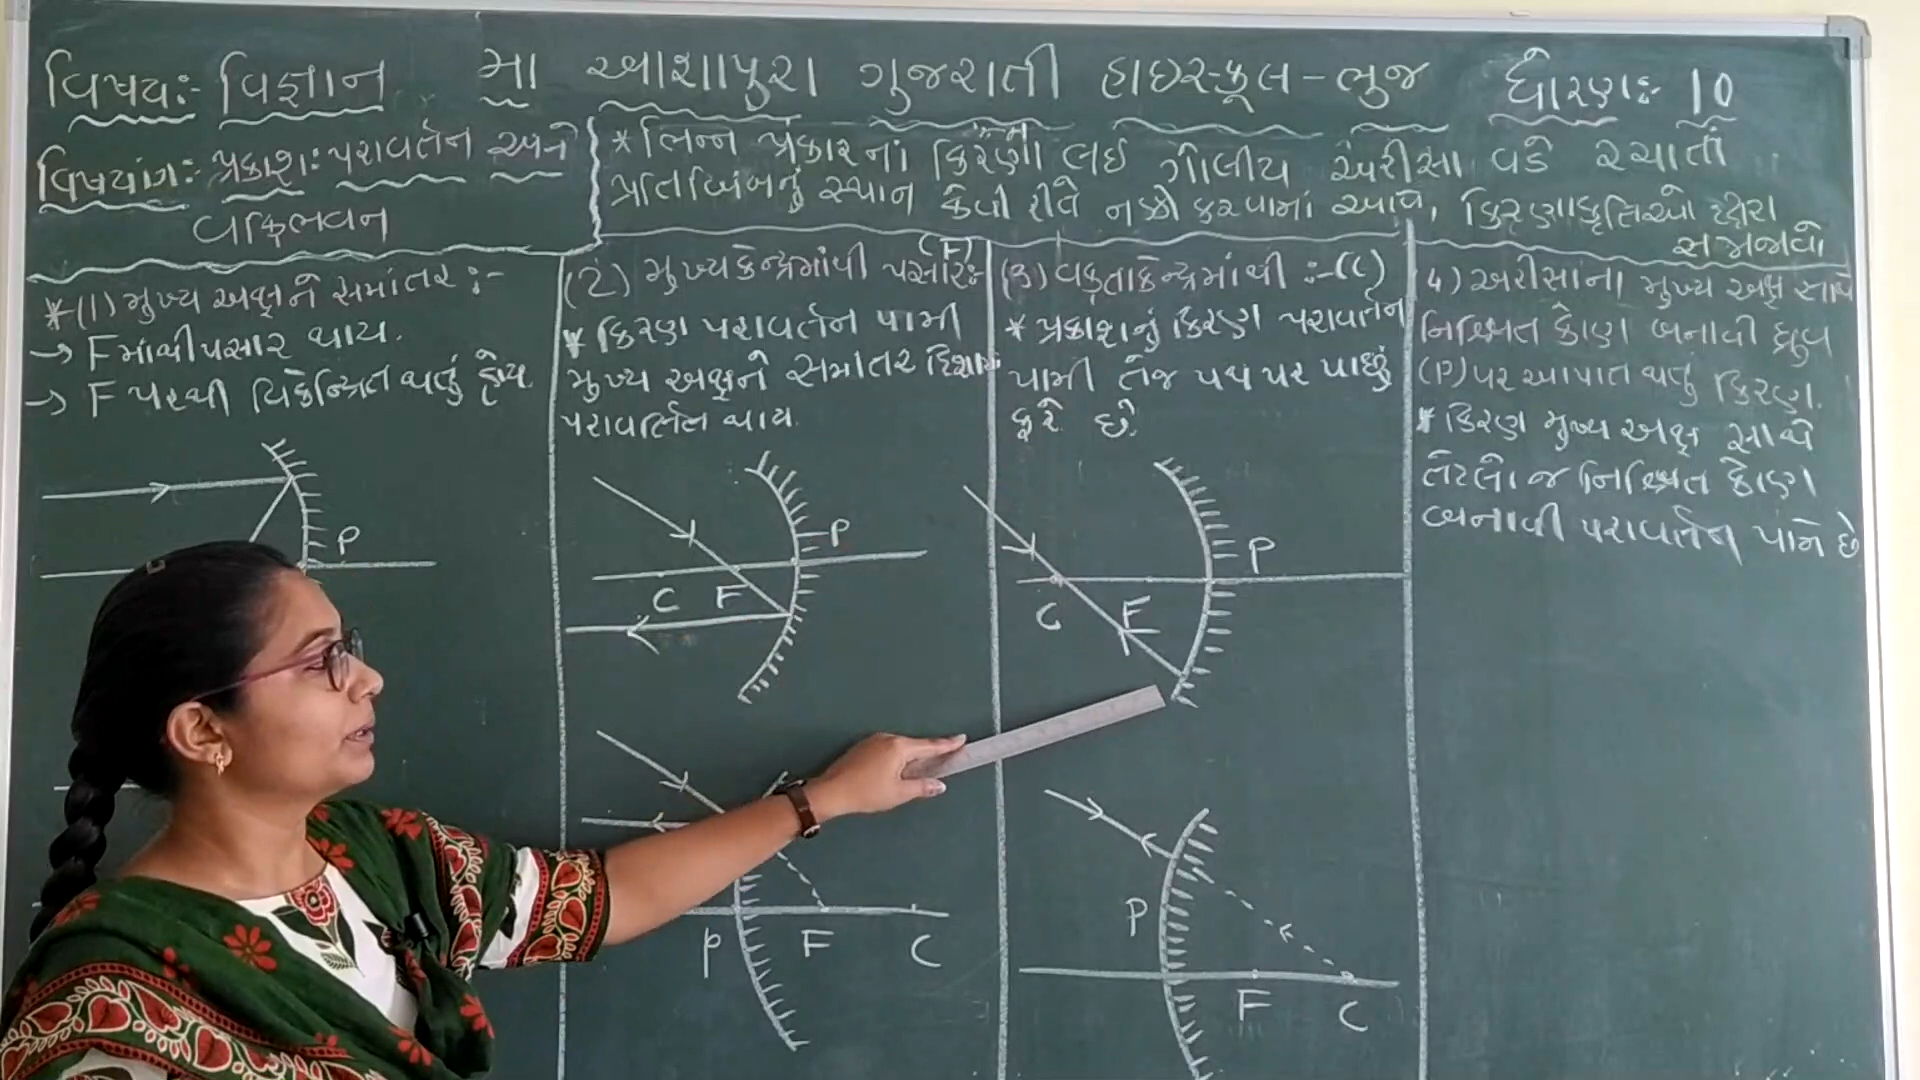 વિષયઃ- વિજ્ઞાન
મા આશાપુરા ગુજરાતી હાઇસ્કૂલ - ભુજ
ધોરણઃ- 10
વિષયાંગઃ- પ્રકાશઃ પરાવર્તન અને
વક્રિભવન
* ભિન્ન પ્રકારનાં કિરણો લઈ ગોલીય અરીસા વડે રચાતાં
પ્રતિબિંબનું સ્થાન કેવી રીતે નક્કી કરવામાં આવે, કિરણાકૃતિઓ દ્વારા
સમજાવો
* (1) મુખ્ય અક્ષને સમાંતર :-
→ F માંથી પસાર થાય.
→ F પરથી વિકેન્દ્રિત થતું હોય
P
(2) મુખ્યકેન્દ્રમાંથી પસાર:-
(F)
* કિરણ પરાવર્તન પામી
મુખ્ય અક્ષને સમાંતર દિશામાં
પરાવર્તિત થાય.
P
C F
P F C
(3) વક્રતાકેન્દ્રમાંથી :- (C)
* પ્રકાશનું કિરણ પરાવર્તન
પામી તેજ પથ પર પાછું
ફરે છે.
P
C F
P
F C
4) અરીસાના મુખ્ય અક્ષ સાથે
નિશ્ચિત કોણ બનાવી ધ્રુવ
(P) પર આપાત થતું કિરણ.
* કિરણ મુખ્ય અક્ષ સાથે
તેટલો જ નિશ્ચિત કોણ
બનાવી પરાવર્તન પામે છે